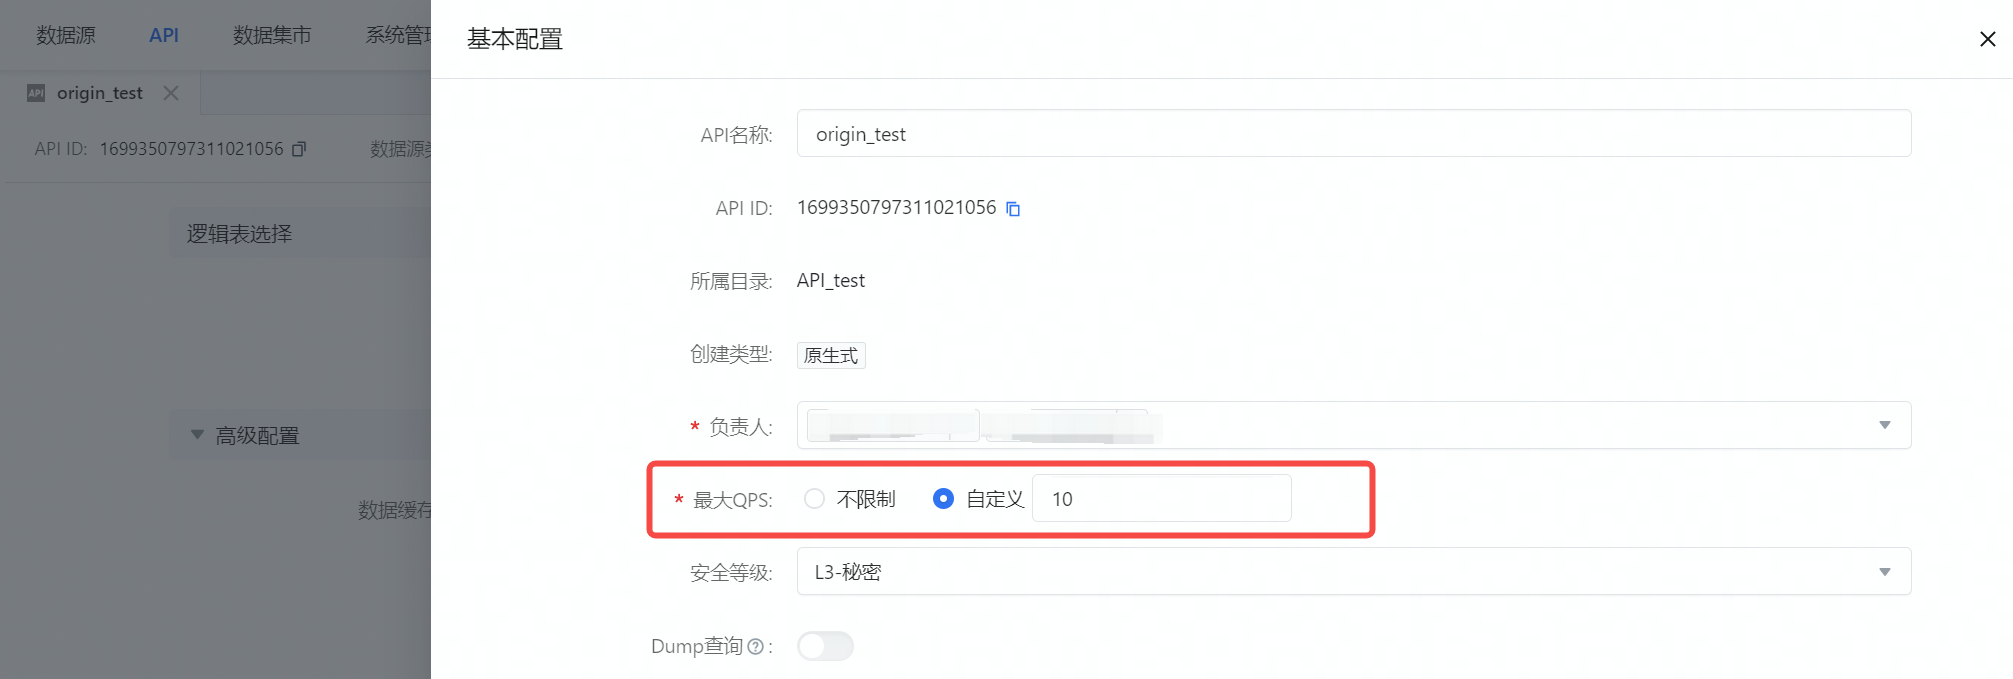 数据源 API 数据集市 系统管
基本配置
API origin_test
API ID: 1699350797311021056 数据源
逻辑表选择
高级配置
数据缓存
API名称: origin_test
API ID: 1699350797311021056
所属目录: API_test
创建类型: 原生式
* 负责人:
* 最大QPS: 不限制 自定义 10
安全等级: L3-秘密
Dump查询 ? :